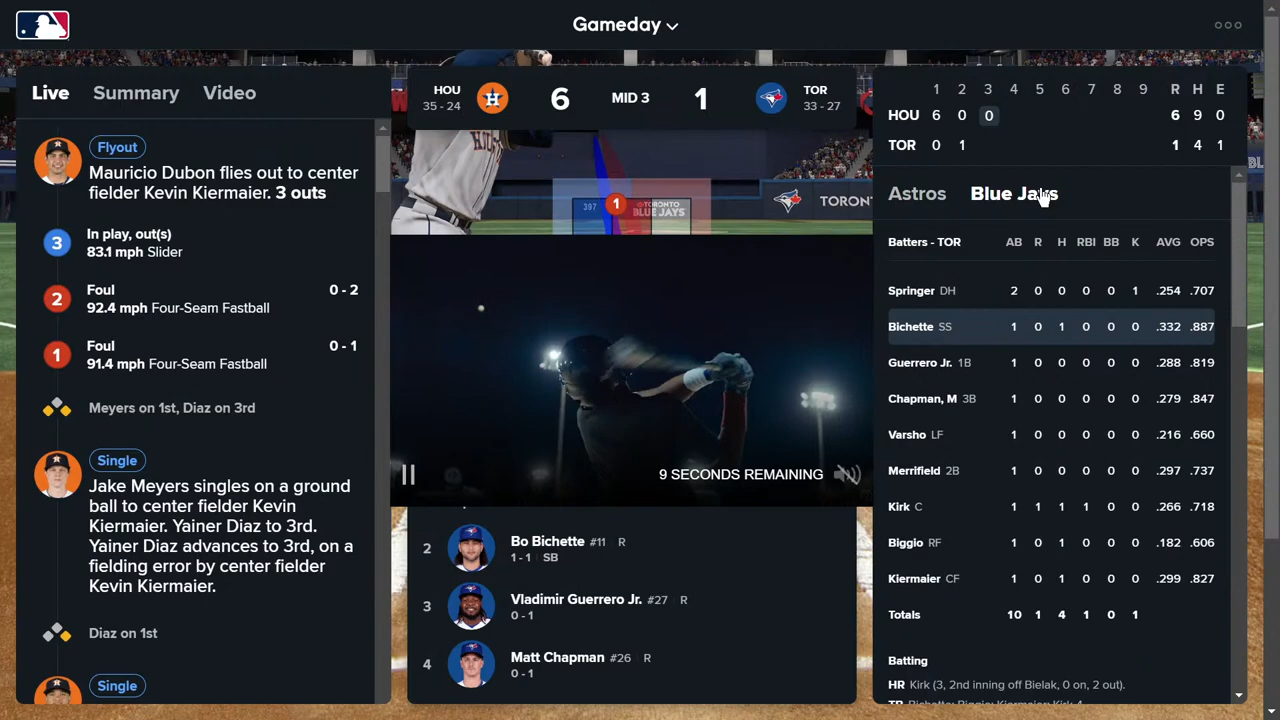 Gameday
Live Summary Video
Flyout
Mauricio Dubon flies out to center
fielder Kevin Kiermaier. 3 outs
3
In play, out(s)
83.1 mph Slider
2
Foul 0 - 2
92.4 mph Four-Seam Fastball
1
Foul 0 - 1
91.4 mph Four-Seam Fastball
Meyers on 1st, Diaz on 3rd
Single
Jake Meyers singles on a ground
ball to center fielder Kevin
Kiermaier. Yainer Diaz to 3rd.
Yainer Diaz advances to 3rd, on a
fielding error by center fielder
Kevin Kiermaier.
Diaz on 1st
Single
HOU 6 MID 3 1 TOR
35 - 24 33 - 27
397
1
TORONTO
BLUE JAYS
TORON
9 SECONDS REMAINING
2 Bo Bichette #11 R
1 - 1 SB
3 Vladimir Guerrero Jr. #27 R
0 - 1
4 Matt Chapman #26 R
0 - 1
1 2 3 4 5 6 7 8 9 R H E
HOU 6 0 0 6 9 0
TOR 0 1 1 4 1
Astros Blue Jays
Batters - TOR AB R H RBI BB K AVG OPS
Springer DH 2 0 0 0 0 1 .254 .707
Bichette SS 1 0 1 0 0 0 .332 .887
Guerrero Jr. 1B 1 0 0 0 0 0 .288 .819
Chapman, M 3B 1 0 0 0 0 0 .279 .847
Varsho LF 1 0 0 0 0 0 .216 .660
Merrifield 2B 1 0 0 0 0 0 .297 .737
Kirk C 1 1 1 1 0 0 .266 .718
Biggio RF 1 0 1 0 0 0 .182 .606
Kiermaier CF 1 0 1 0 0 0 .299 .827
Totals 10 1 4 1 0 1
Batting
HR Kirk (3, 2nd inning off Bielak, 0 on, 2 out).